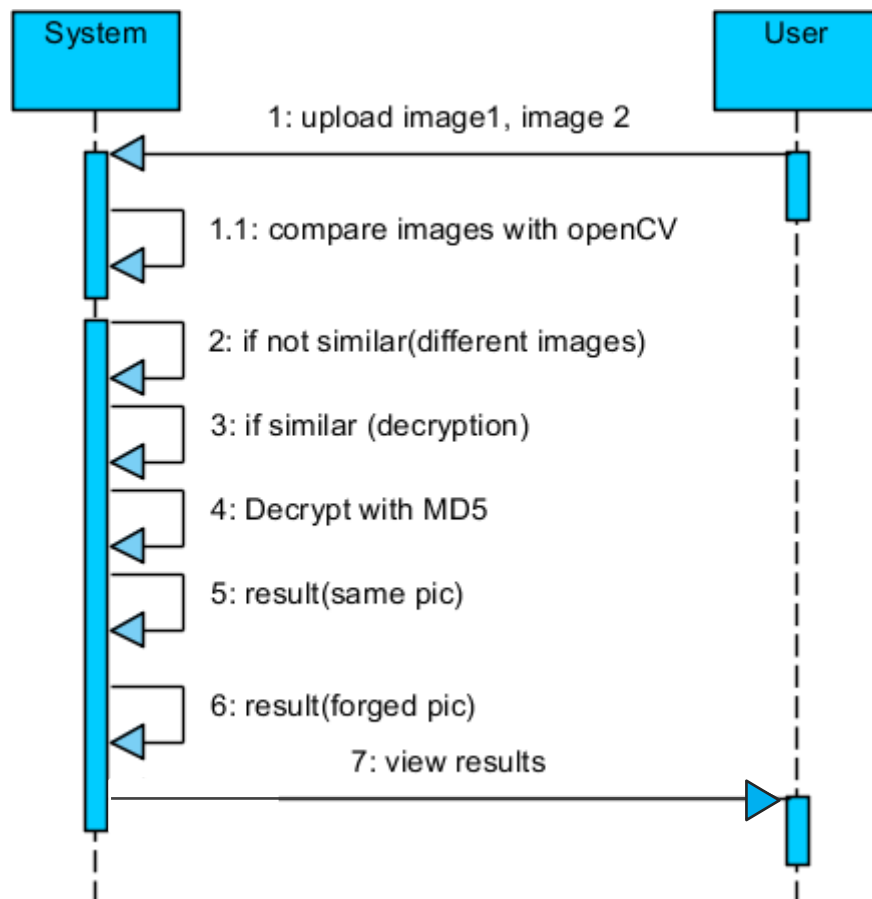 System
User
1: upload image1, image 2
1.1: compare images with openCV
2: if not similar(different images)
3: if similar (decryption)
4: Decrypt with MD5
5: result(same pic)
6: result(forged pic)
7: view results